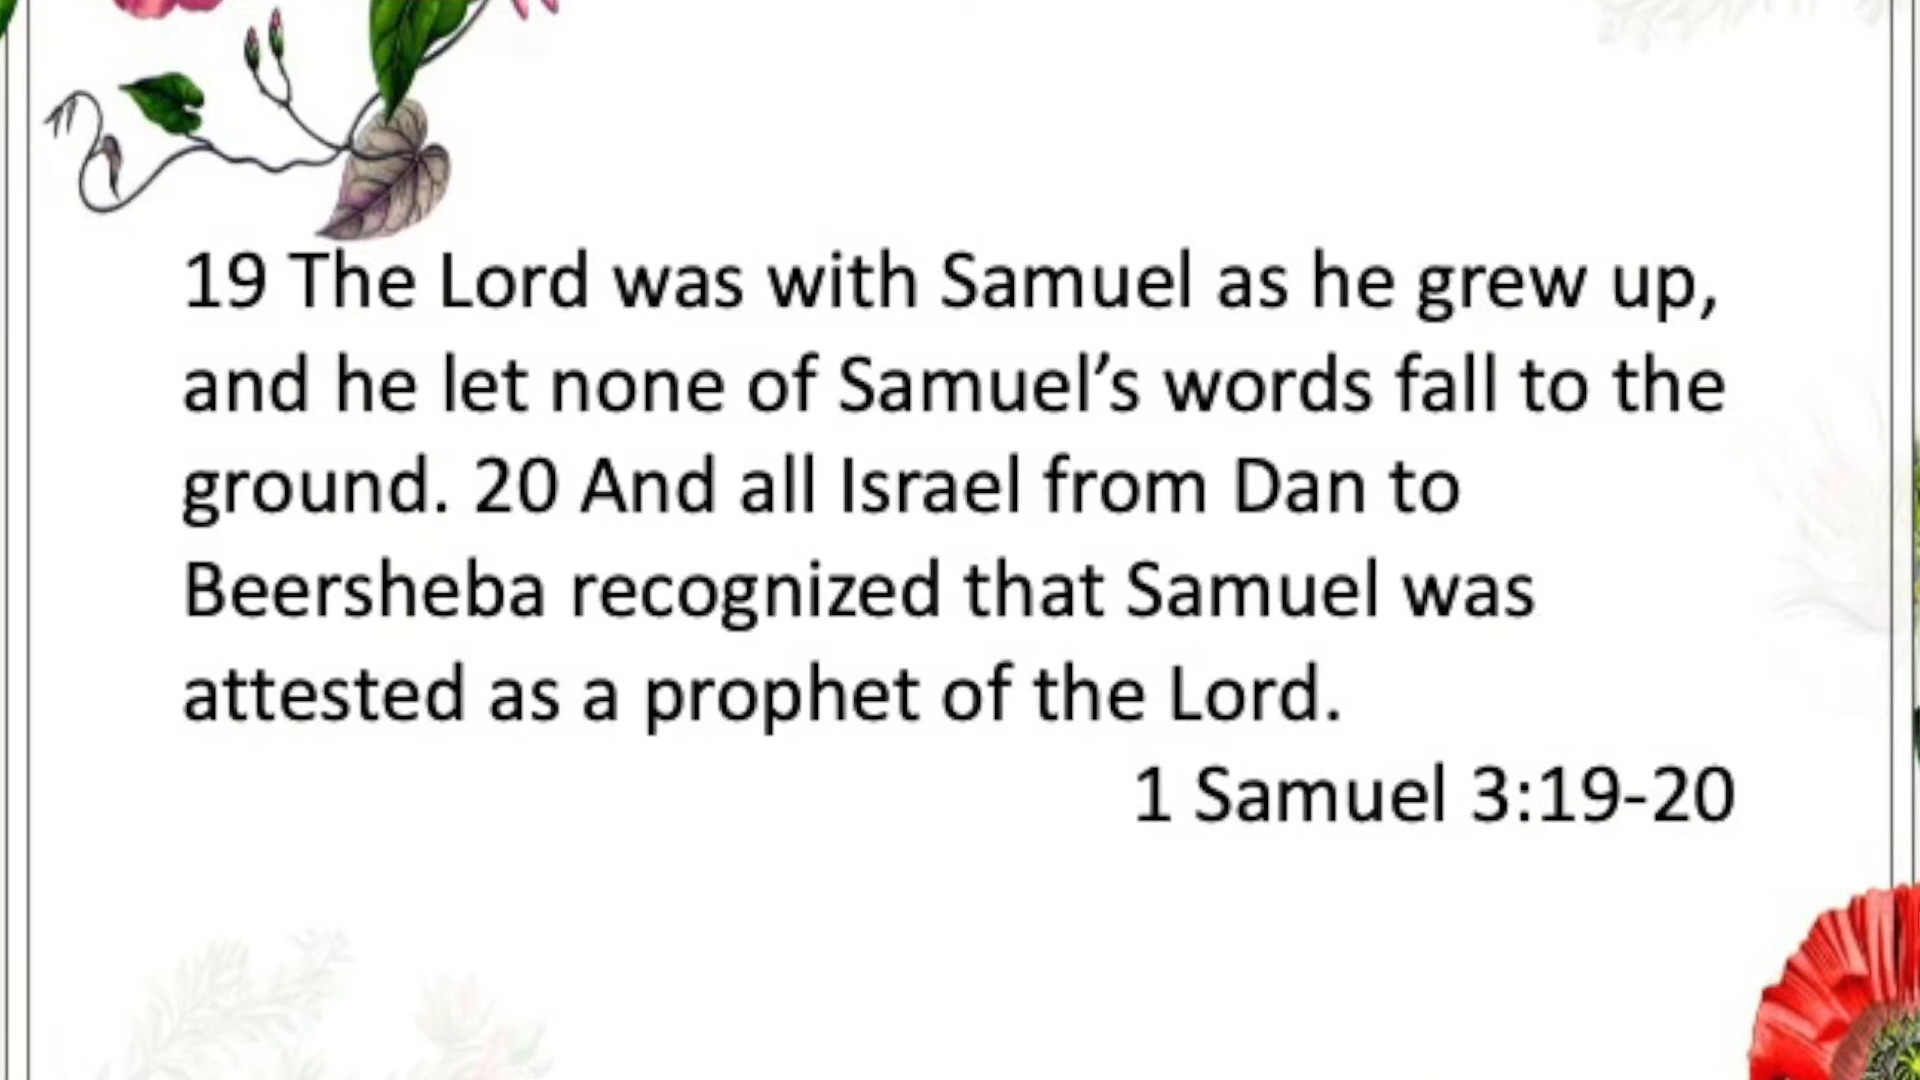 19 The Lord was with Samuel as he grew up,
and he let none of Samuel’s words fall to the
ground. 20 And all Israel from Dan to
Beersheba recognized that Samuel was
attested as a prophet of the Lord.
1 Samuel 3:19-20